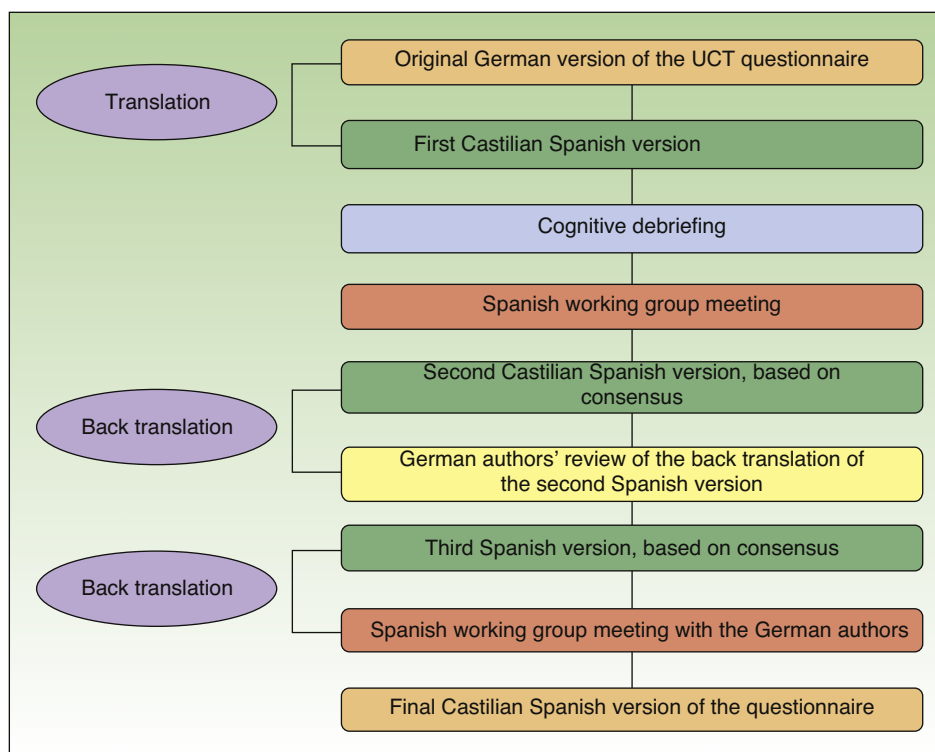 Original German version of the UCT questionnaire
Translation
First Castilian Spanish version
Cognitive debriefing
Spanish working group meeting
Second Castilian Spanish version, based on
consensus
Back translation
German authors’ review of the back translation of
the second Spanish version
Third Spanish version, based on consensus
Back translation
Spanish working group meeting with the German authors
Final Castilian Spanish version of the questionnaire